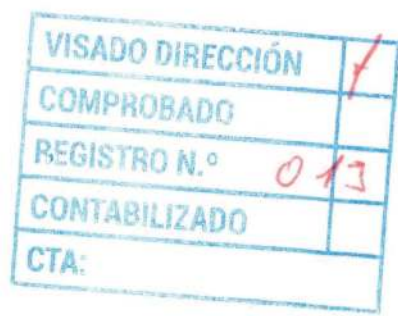 VISADO DIRECCIÓN ✓
COMPROBADO
REGISTRO N.º 013
CONTABILIZADO
CTA: